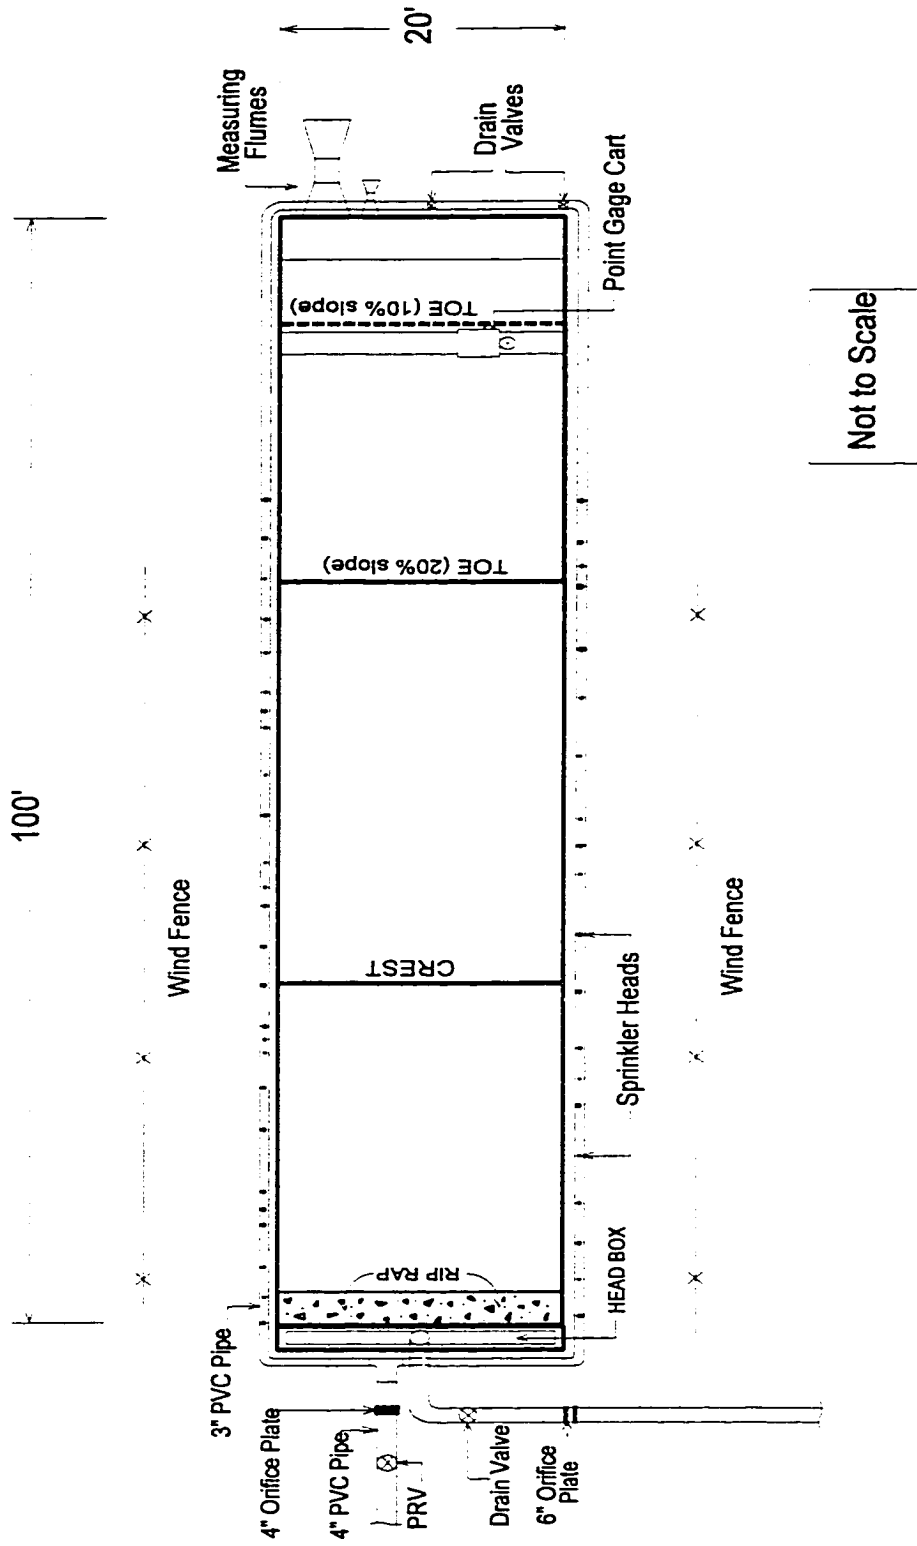 100'
20'
Measuring
Flumes
Drain
Valves
Point Gage Cart
TOE (10% slope)
TOE (20% slope)
Wind Fence
CREST
Sprinkler Heads
Wind Fence
RIP RAP
HEAD BOX
3" PVC Pipe
4" Orifice Plate
4" PVC Pipe
PRV
Drain Valve
6" Orifice
Plate
Not to Scale